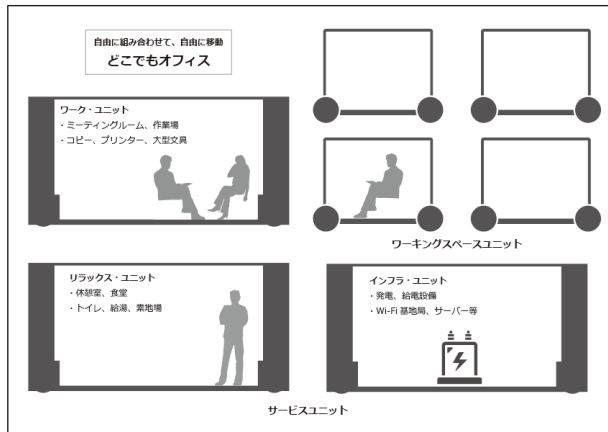 自由に組み合わせて、自由に移動
どこでもオフィス
ワーク・ユニット
・ミーティングルーム、作業場
・コピー、プリンター、大型文具
ワーキングスペースユニット
リラックス・ユニット
・休憩室、食堂
・トイレ、給湯、素地場
インフラ・ユニット
・発電、給電設備
・Wi-Fi 基地局、サーバー等
サービスユニット